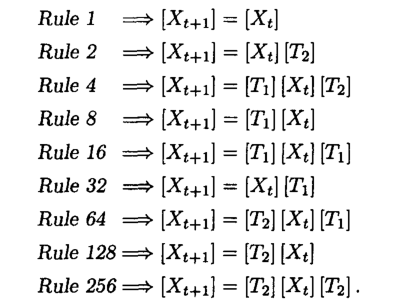 Rule 1 ⟹ [X_{t+1}] = [X_t]
Rule 2 ⟹ [X_{t+1}] = [X_t] [T_2]
Rule 4 ⟹ [X_{t+1}] = [T_1] [X_t] [T_2]
Rule 8 ⟹ [X_{t+1}] = [T_1] [X_t]
Rule 16 ⟹ [X_{t+1}] = [T_1] [X_t] [T_1]
Rule 32 ⟹ [X_{t+1}] = [X_t] [T_1]
Rule 64 ⟹ [X_{t+1}] = [T_2] [X_t] [T_1]
Rule 128 ⟹ [X_{t+1}] = [T_2] [X_t]
Rule 256 ⟹ [X_{t+1}] = [T_2] [X_t] [T_2] .